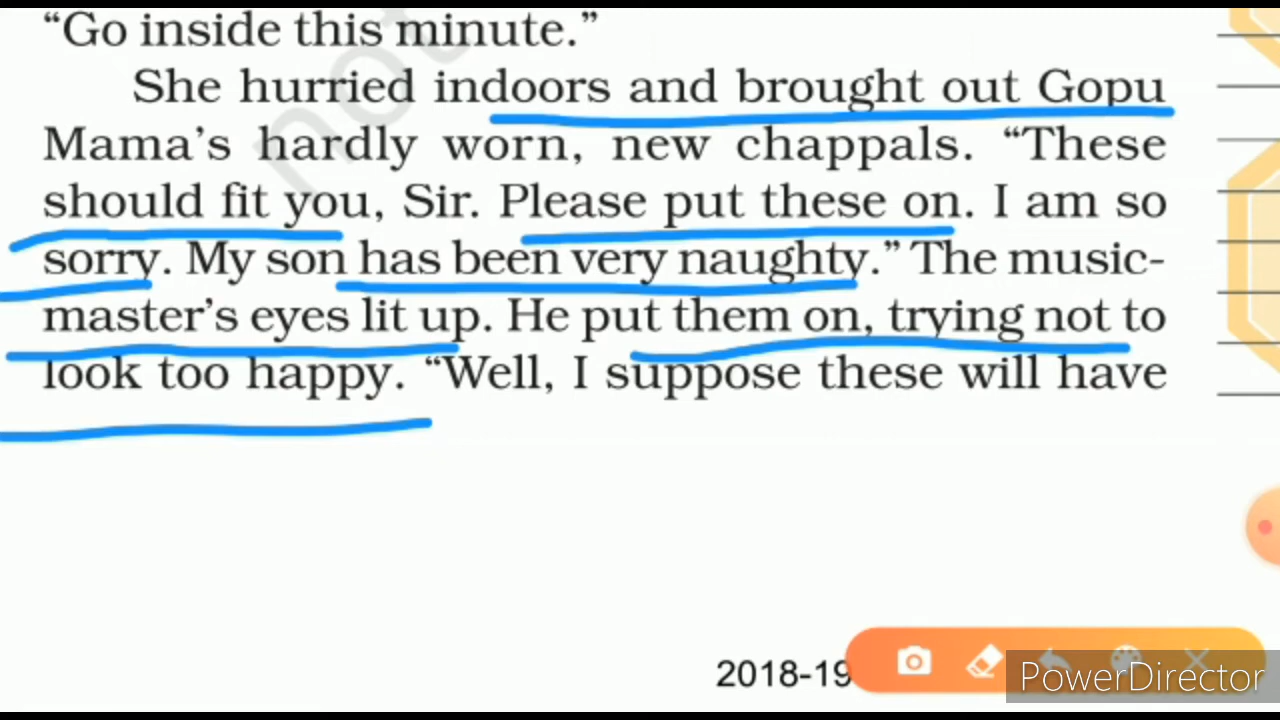 “Go inside this minute.”
She hurried indoors and brought out Gopu
Mama’s hardly worn, new chappals. “These
should fit you, Sir. Please put these on. I am so
sorry. My son has been very naughty.” The music-
master’s eyes lit up. He put them on, trying not to
look too happy. “Well, I suppose these will have
not
2018-19
PowerDirector